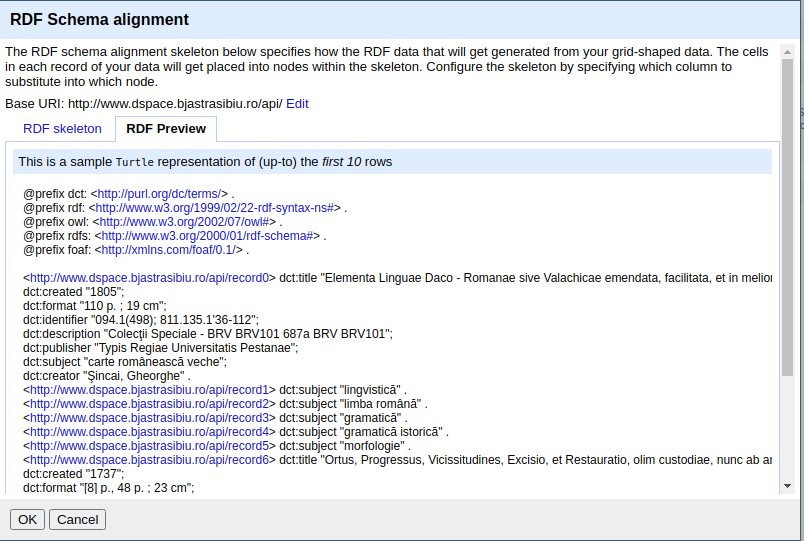 RDF Schema alignment
The RDF schema alignment skeleton below specifies how the RDF data that will get generated from your grid-shaped data. The cells
in each record of your data will get placed into nodes within the skeleton. Configure the skeleton by specifying which column to
substitute into which node.
Base URI: http://www.dspace.bjastrasibiu.ro/api/ Edit
RDF skeleton RDF Preview
This is a sample Turtle representation of (up-to) the first 10 rows
@prefix dct: <http://purl.org/dc/terms/> .
@prefix rdf: <http://www.w3.org/1999/02/22-rdf-syntax-ns#> .
@prefix owl: <http://www.w3.org/2002/07/owl#> .
@prefix rdfs: <http://www.w3.org/2000/01/rdf-schema#> .
@prefix foaf: <http://xmlns.com/foaf/0.1/> .
<http://www.dspace.bjastrasibiu.ro/api/record0> dct:title "Elementa Linguae Daco - Romanae sive Valachicae emendata, facilitata, et in melior
dct:created "1805";
dct:format "110 p. ; 19 cm";
dct:identifier "094.1(498); 811.135.1'36-112";
dct:description "Colecţii Speciale - BRV BRV101 687a BRV BRV101";
dct:publisher "Typis Regiae Universitatis Pestanae";
dct:subject "carte românească veche";
dct:creator "Şincai, Gheorghe" .
<http://www.dspace.bjastrasibiu.ro/api/record1> dct:subject "lingvistică" .
<http://www.dspace.bjastrasibiu.ro/api/record2> dct:subject "limba română" .
<http://www.dspace.bjastrasibiu.ro/api/record3> dct:subject "gramatică" .
<http://www.dspace.bjastrasibiu.ro/api/record4> dct:subject "gramatică istorică" .
<http://www.dspace.bjastrasibiu.ro/api/record5> dct:subject "morfologie" .
<http://www.dspace.bjastrasibiu.ro/api/record6> dct:title "Ortus, Progressus, Vicissitudines, Excisio, et Restauratio, olim custodiae, nunc ab
dct:created "1737";
dct:format "[8] p., 48 p. ; 23 cm";
OK Cancel